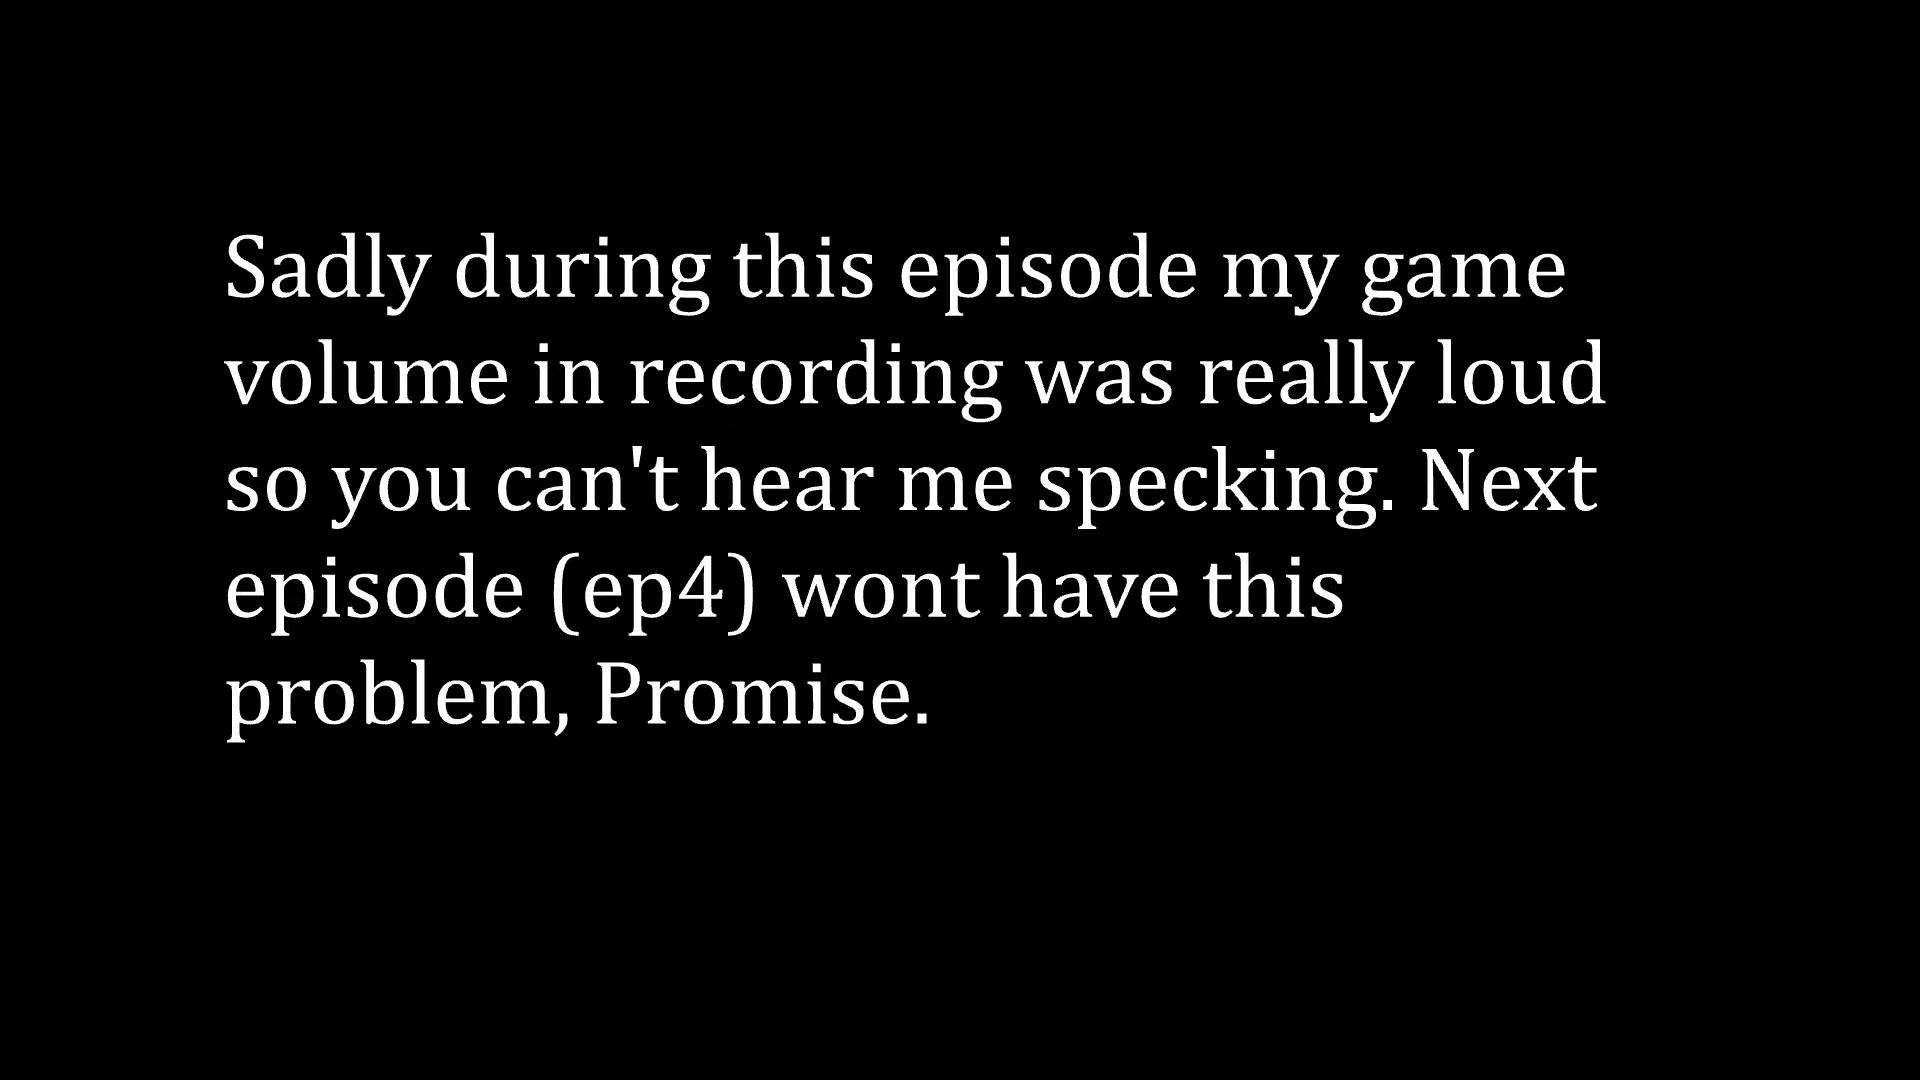 Sadly during this episode my game
volume in recording was really loud
so you can't hear me specking. Next
episode (ep4) wont have this
problem, Promise.